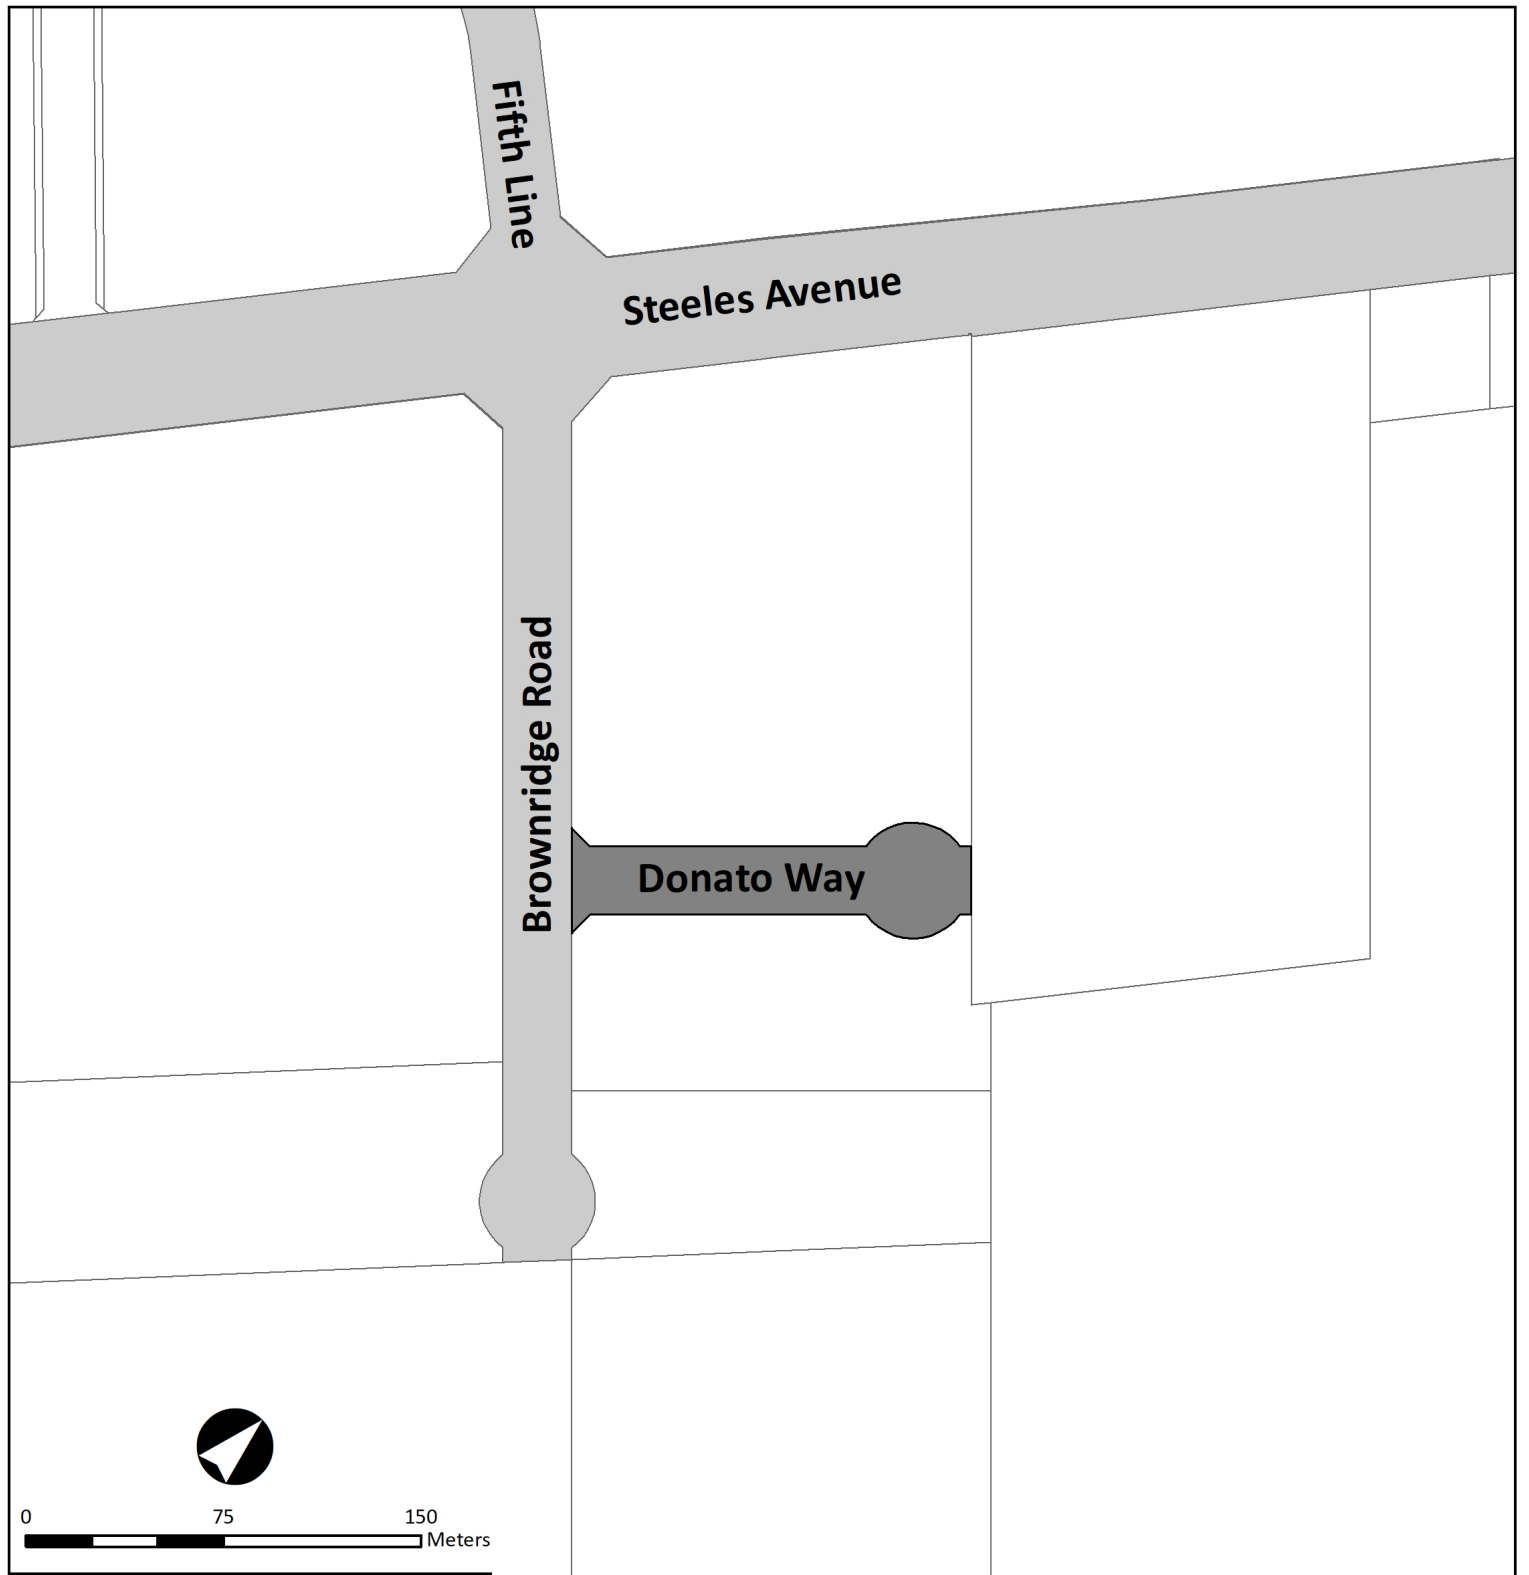 Fifth Line
Steeles Avenue
Brownridge Road
Donato Way
0 75 150
Meters